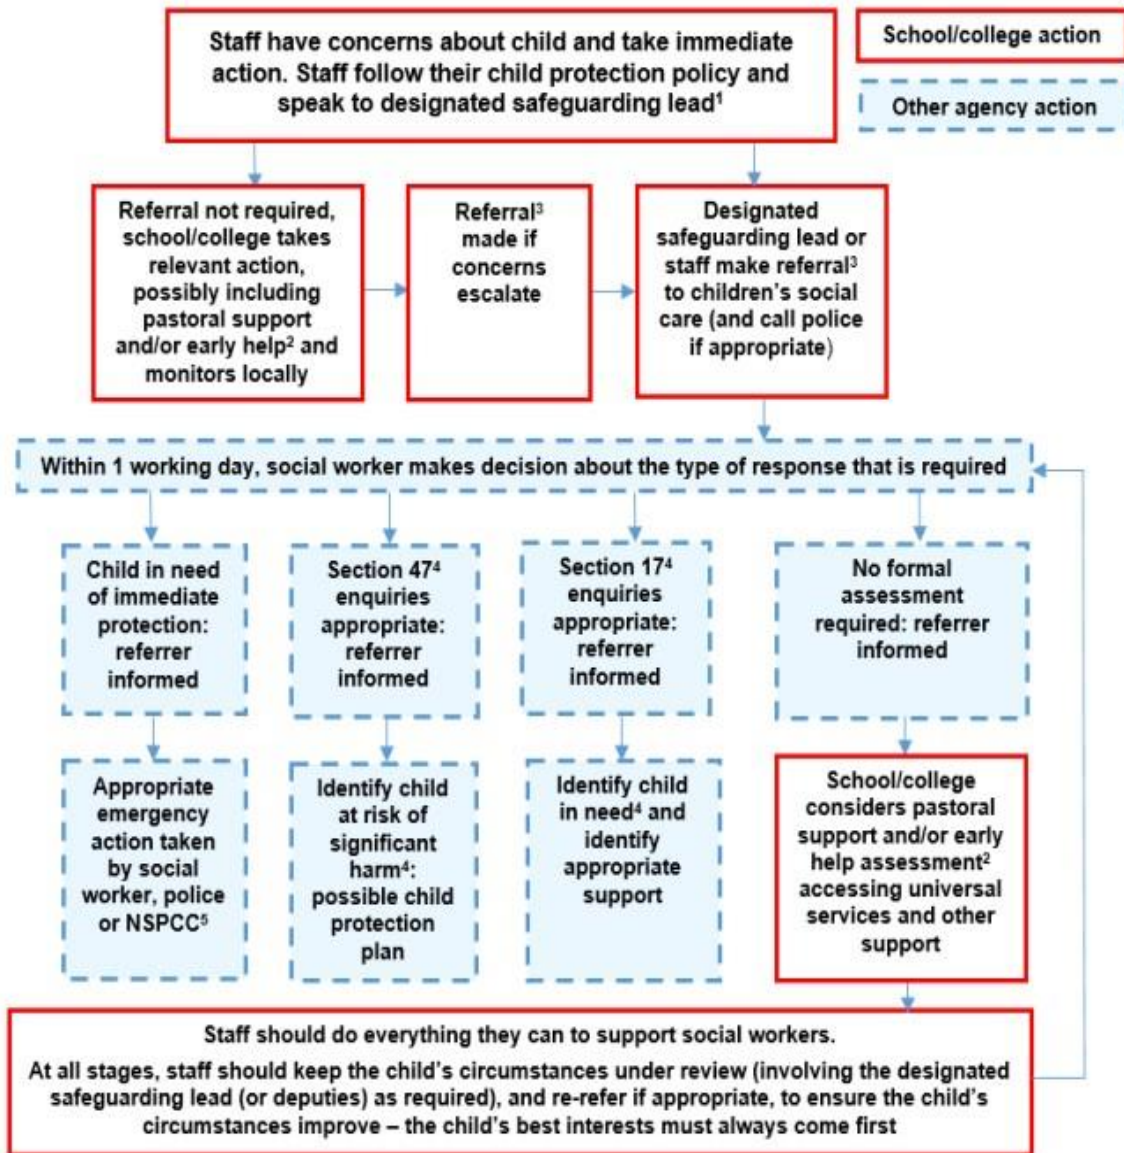 Staff have concerns about child and take immediate
action. Staff follow their child protection policy and
speak to designated safeguarding lead¹
School/college action
Other agency action
Referral not required,
school/college takes
relevant action,
possibly including
pastoral support
and/or early help² and
monitors locally
Referral³
made if
concerns
escalate
Designated
safeguarding lead or
staff make referral³
to children's social
care (and call police
if appropriate)
Within 1 working day, social worker makes decision about the type of response that is required
Child in need
of immediate
protection:
referrer
informed
Section 47⁴
enquiries
appropriate:
referrer
informed
Section 17⁴
enquiries
appropriate:
referrer
informed
No formal
assessment
required: referrer
informed
Appropriate
emergency
action taken
by social
worker, police
or NSPCC⁵
Identify child
at risk of
significant
harm⁴:
possible child
protection
plan
Identify child
in need⁴ and
identify
appropriate
support
School/college
considers pastoral
support and/or early
help assessment²
accessing universal
services and other
support
Staff should do everything they can to support social workers.
At all stages, staff should keep the child's circumstances under review (involving the designated
safeguarding lead (or deputies) as required), and re-refer if appropriate, to ensure the child's
circumstances improve – the child's best interests must always come first